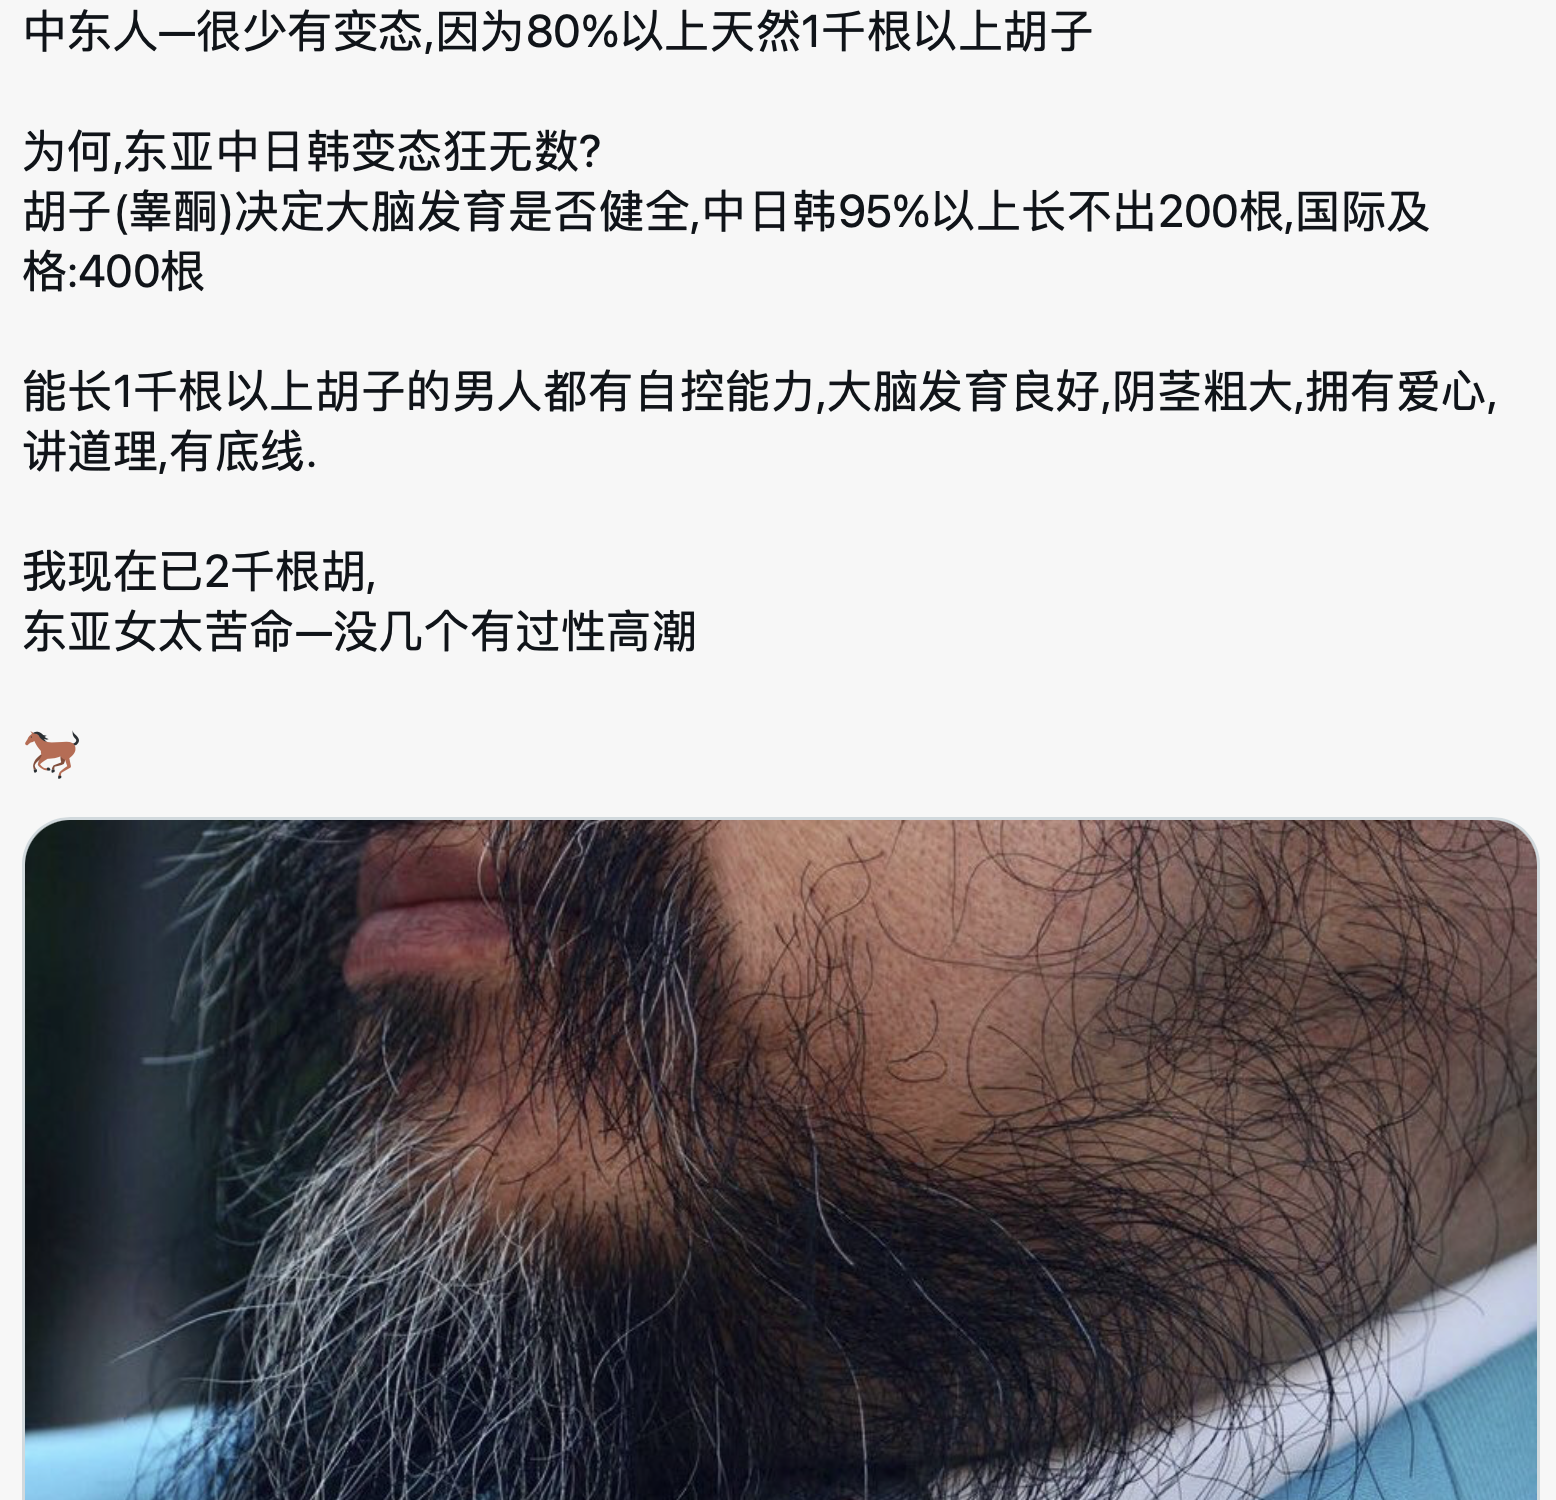 中东人—很少有变态,因为80%以上天然1千根以上胡子
为何,东亚中日韩变态狂无数?
胡子(睾酮)决定大脑发育是否健全,中日韩95%以上长不出200根,国际及
格:400根
能长1千根以上胡子的男人都有自控能力,大脑发育良好,阴茎粗大,拥有爱心,
讲道理,有底线.
我现在已2千根胡,
东亚女太苦命—没几个有过性高潮